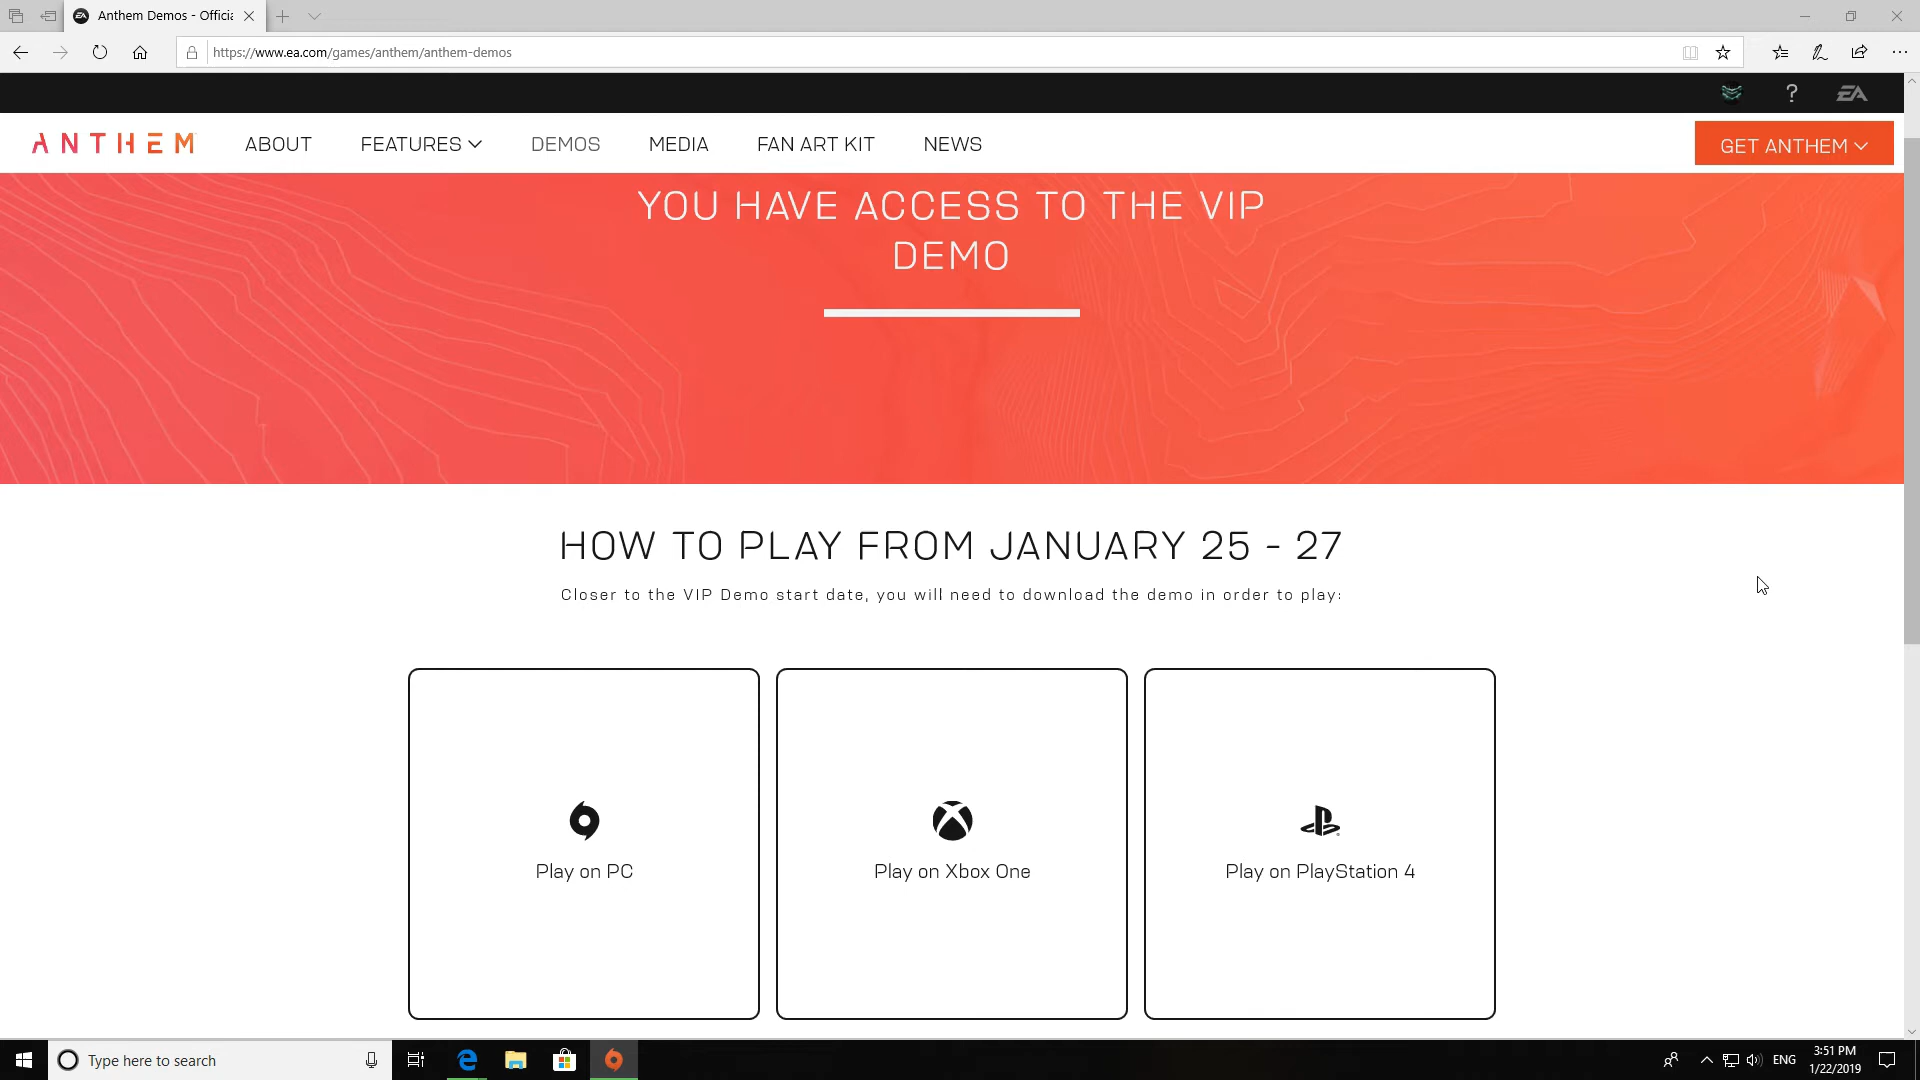 Anthem Demos - Officia
https://www.ea.com/games/anthem/anthem-demos
? EA
ANTHEM ABOUT FEATURES DEMOS MEDIA FAN ART KIT NEWS GET ANTHEM
YOU HAVE ACCESS TO THE VIP
DEMO
HOW TO PLAY FROM JANUARY 25 - 27
Closer to the VIP Demo start date, you will need to download the demo in order to play:
Play on PC Play on Xbox One Play on PlayStation 4
Type here to search ENG 3:51 PM
1/22/2019